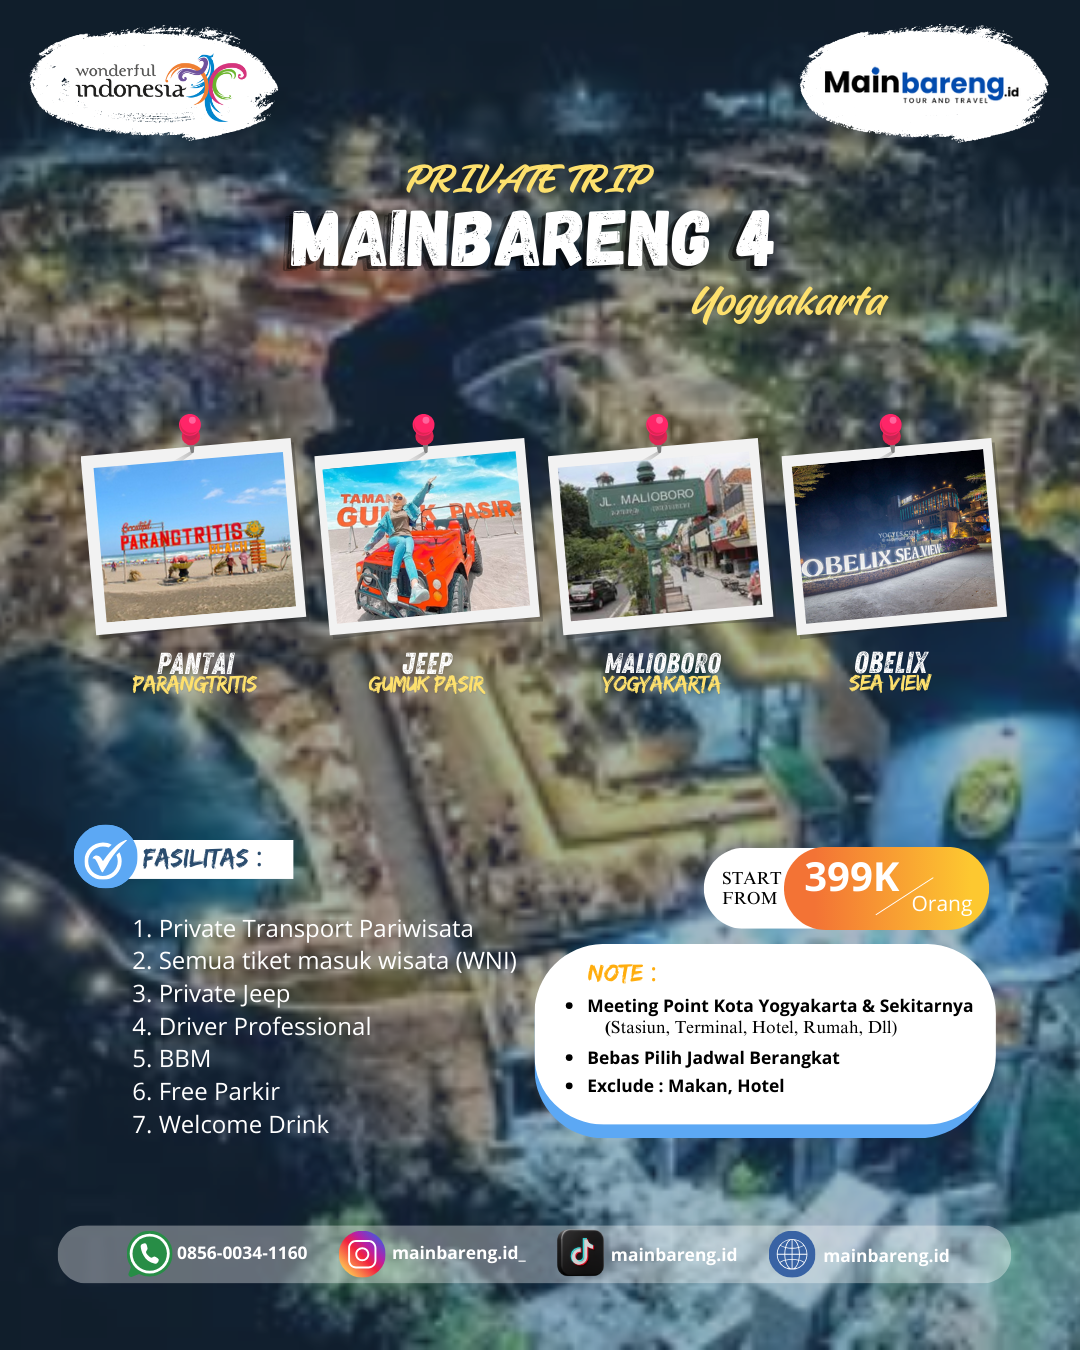 wonderful
indonesia
Mainbareng.id
TOUR AND TRAVEL
PRIVATE TRIP
MAINBARENG 4
Yogyakarta
Beautiful
PARANGTRITIS
BEACH
TAMAN
GUMUK PASIR
JL. MALIOBORO
OBELIX SEA VIEW
PANTAI
PARANGTRITIS
JEEP
GUMUK PASIR
MALIOBORO
YOGYAKARTA
OBELIX
SEA VIEW
FASILITAS :
1. Private Transport Pariwisata
2. Semua tiket masuk wisata (WNI)
3. Private Jeep
4. Driver Professional
5. BBM
6. Free Parkir
7. Welcome Drink
START
FROM
399K
Orang
NOTE :
• Meeting Point Kota Yogyakarta & Sekitarnya
(Stasiun, Terminal, Hotel, Rumah, Dll)
• Bebas Pilih Jadwal Berangkat
• Exclude : Makan, Hotel
0856-0034-1160
mainbareng.id_
mainbareng.id
mainbareng.id